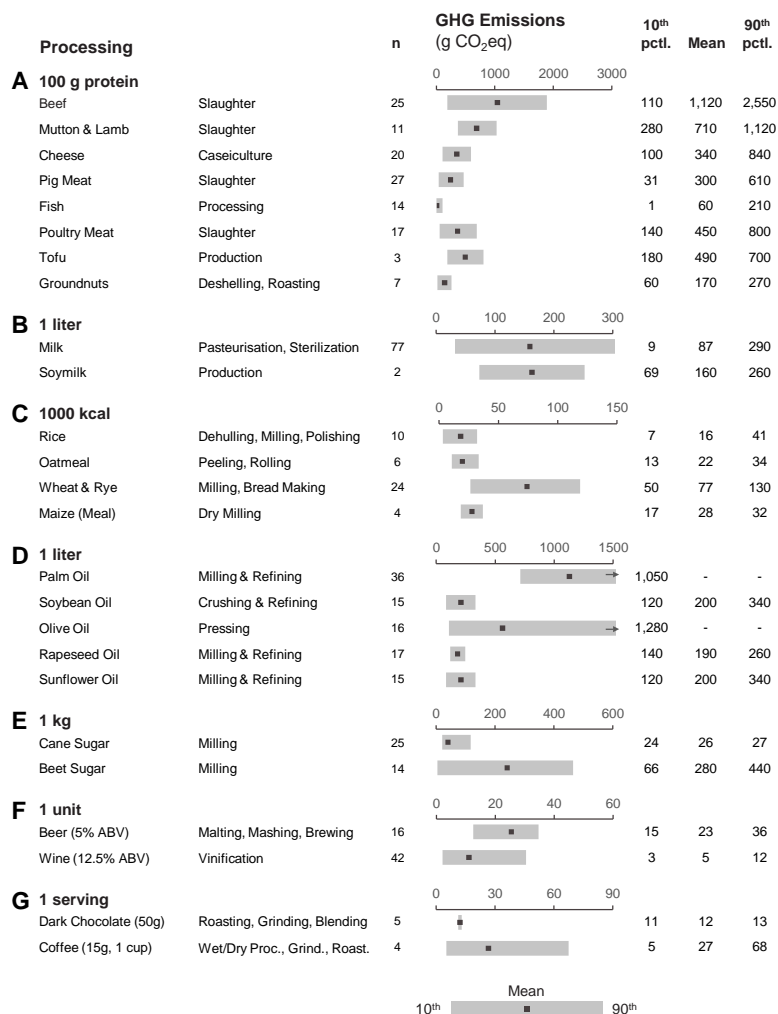 Processing n GHG Emissions (g CO2eq) 10th pctl. Mean 90th pctl.
A 100 g protein 0 1000 2000 3000
Beef Slaughter 25 110 1,120 2,550
Mutton & Lamb Slaughter 11 280 710 1,120
Cheese Caseiculture 20 100 340 840
Pig Meat Slaughter 27 31 300 610
Fish Processing 14 1 60 210
Poultry Meat Slaughter 17 140 450 800
Tofu Production 3 180 490 700
Groundnuts Deshelling, Roasting 7 60 170 270
B 1 liter 0 100 200 300
Milk Pasteurisation, Sterilization 77 9 87 290
Soymilk Production 2 69 160 260
C 1000 kcal 0 50 100 150
Rice Dehulling, Milling, Polishing 10 7 16 41
Oatmeal Peeling, Rolling 6 13 22 34
Wheat & Rye Milling, Bread Making 24 50 77 130
Maize (Meal) Dry Milling 4 17 28 32
D 1 liter 0 500 1000 1500
Palm Oil Milling & Refining 36 1,050 - -
Soybean Oil Crushing & Refining 15 120 200 340
Olive Oil Pressing 16 1,280 - -
Rapeseed Oil Milling & Refining 17 140 190 260
Sunflower Oil Milling & Refining 15 120 200 340
E 1 kg 0 200 400 600
Cane Sugar Milling 25 24 26 27
Beet Sugar Milling 14 66 280 440
F 1 unit 0 20 40 60
Beer (5% ABV) Malting, Mashing, Brewing 16 15 23 36
Wine (12.5% ABV) Vinification 42 3 5 12
G 1 serving 0 30 60 90
Dark Chocolate (50g) Roasting, Grinding, Blending 5 11 12 13
Coffee (15g, 1 cup) Wet/Dry Proc., Grind., Roast. 4 5 27 68
Mean
10th 90th